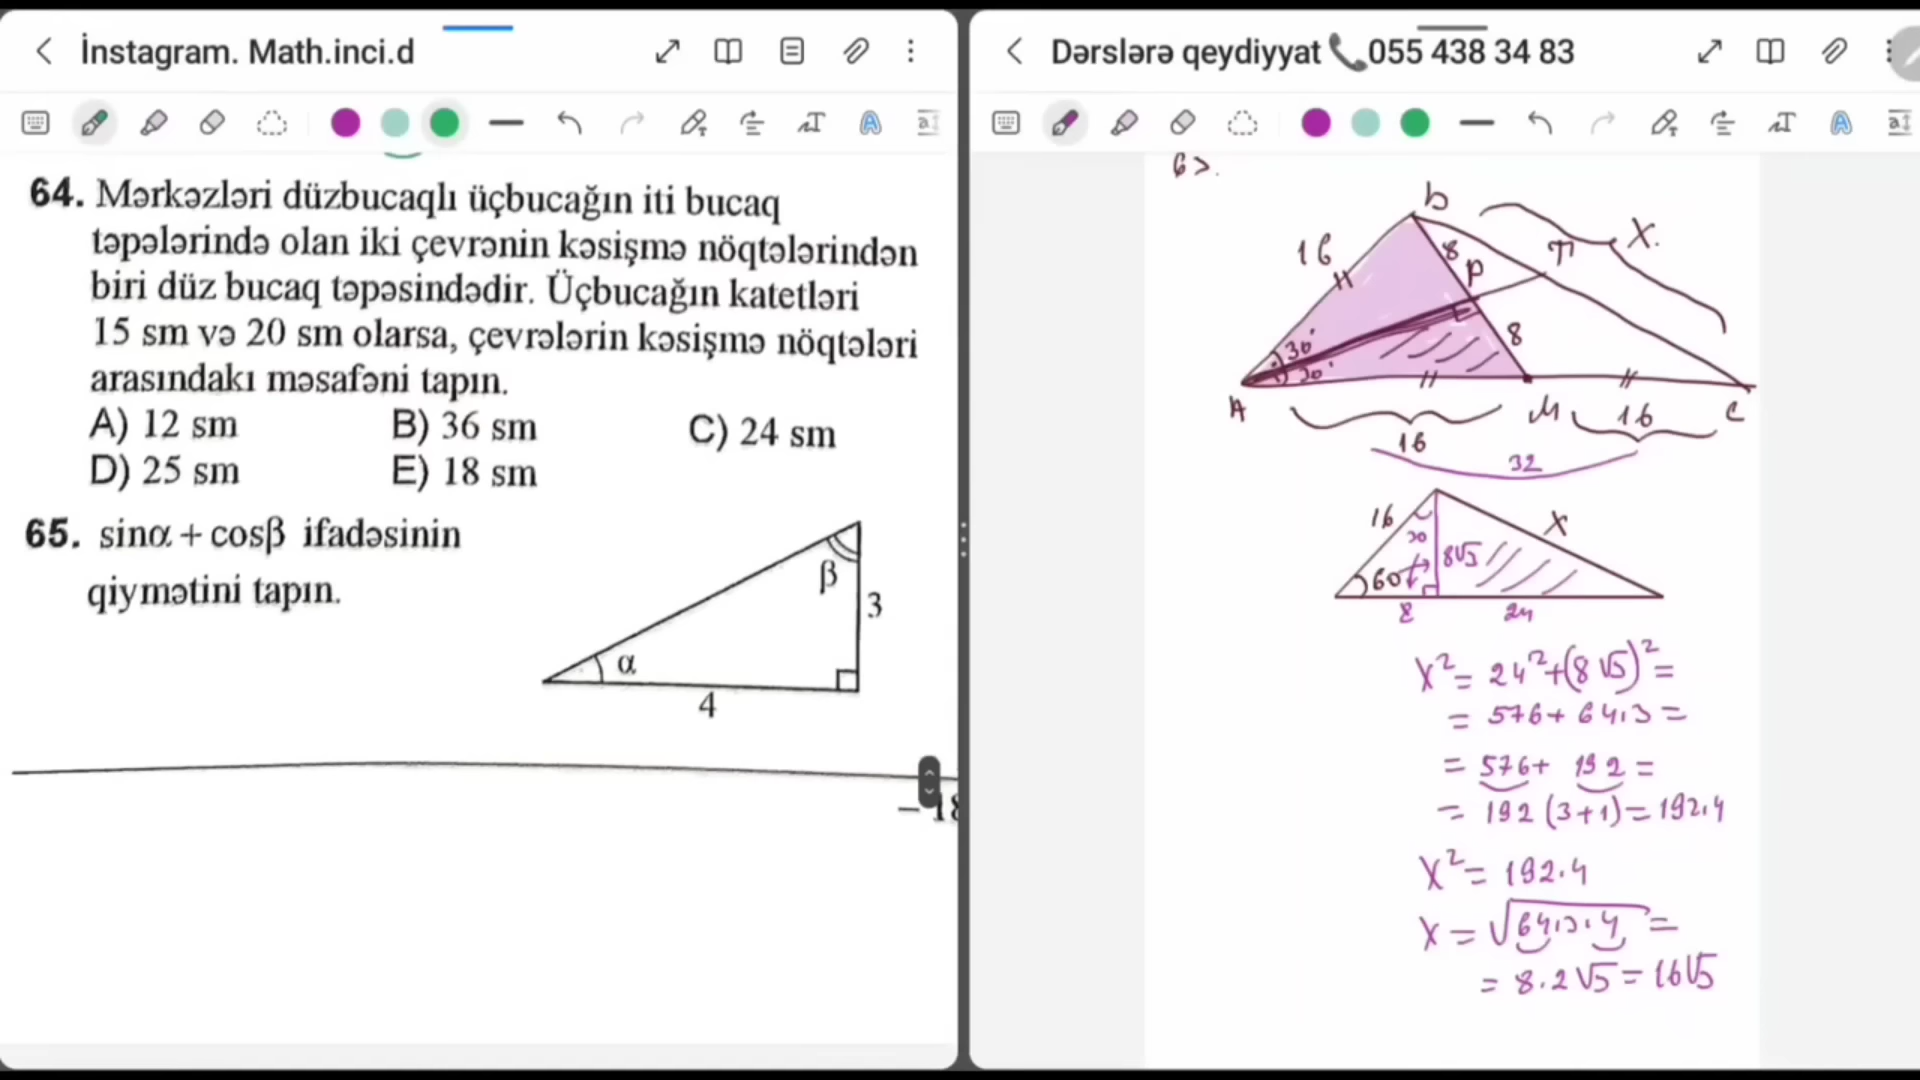 İnstagram. Math.inci.d
64. Mərkəzləri düzbucaqlı üçbucağın iti bucaq
təpələrində olan iki çevrənin kəsişmə nöqtələrindən
biri düz bucaq təpəsindədir. Üçbucağın katetləri
15 sm və 20 sm olarsa, çevrələrin kəsişmə nöqtələri
arasındakı məsafəni tapın.
A) 12 sm B) 36 sm C) 24 sm
D) 25 sm E) 18 sm
65. sinα + cosβ ifadəsinin
qiymətini tapın.
β
3
α
4
Dərslərə qeydiyyat 📞055 438 34 83
B
16
8
P
X.
8
30°
30°
A
M
C
16
16
32
16
X
30
8√3
60
8
24
X² = 24² + (8√3)² =
= 576 + 64.3 =
= 576 + 192 =
= 192 (3+1) = 192.4
X² = 192.4
X = √64.3.4 =
= 8.2√3 = 16√3